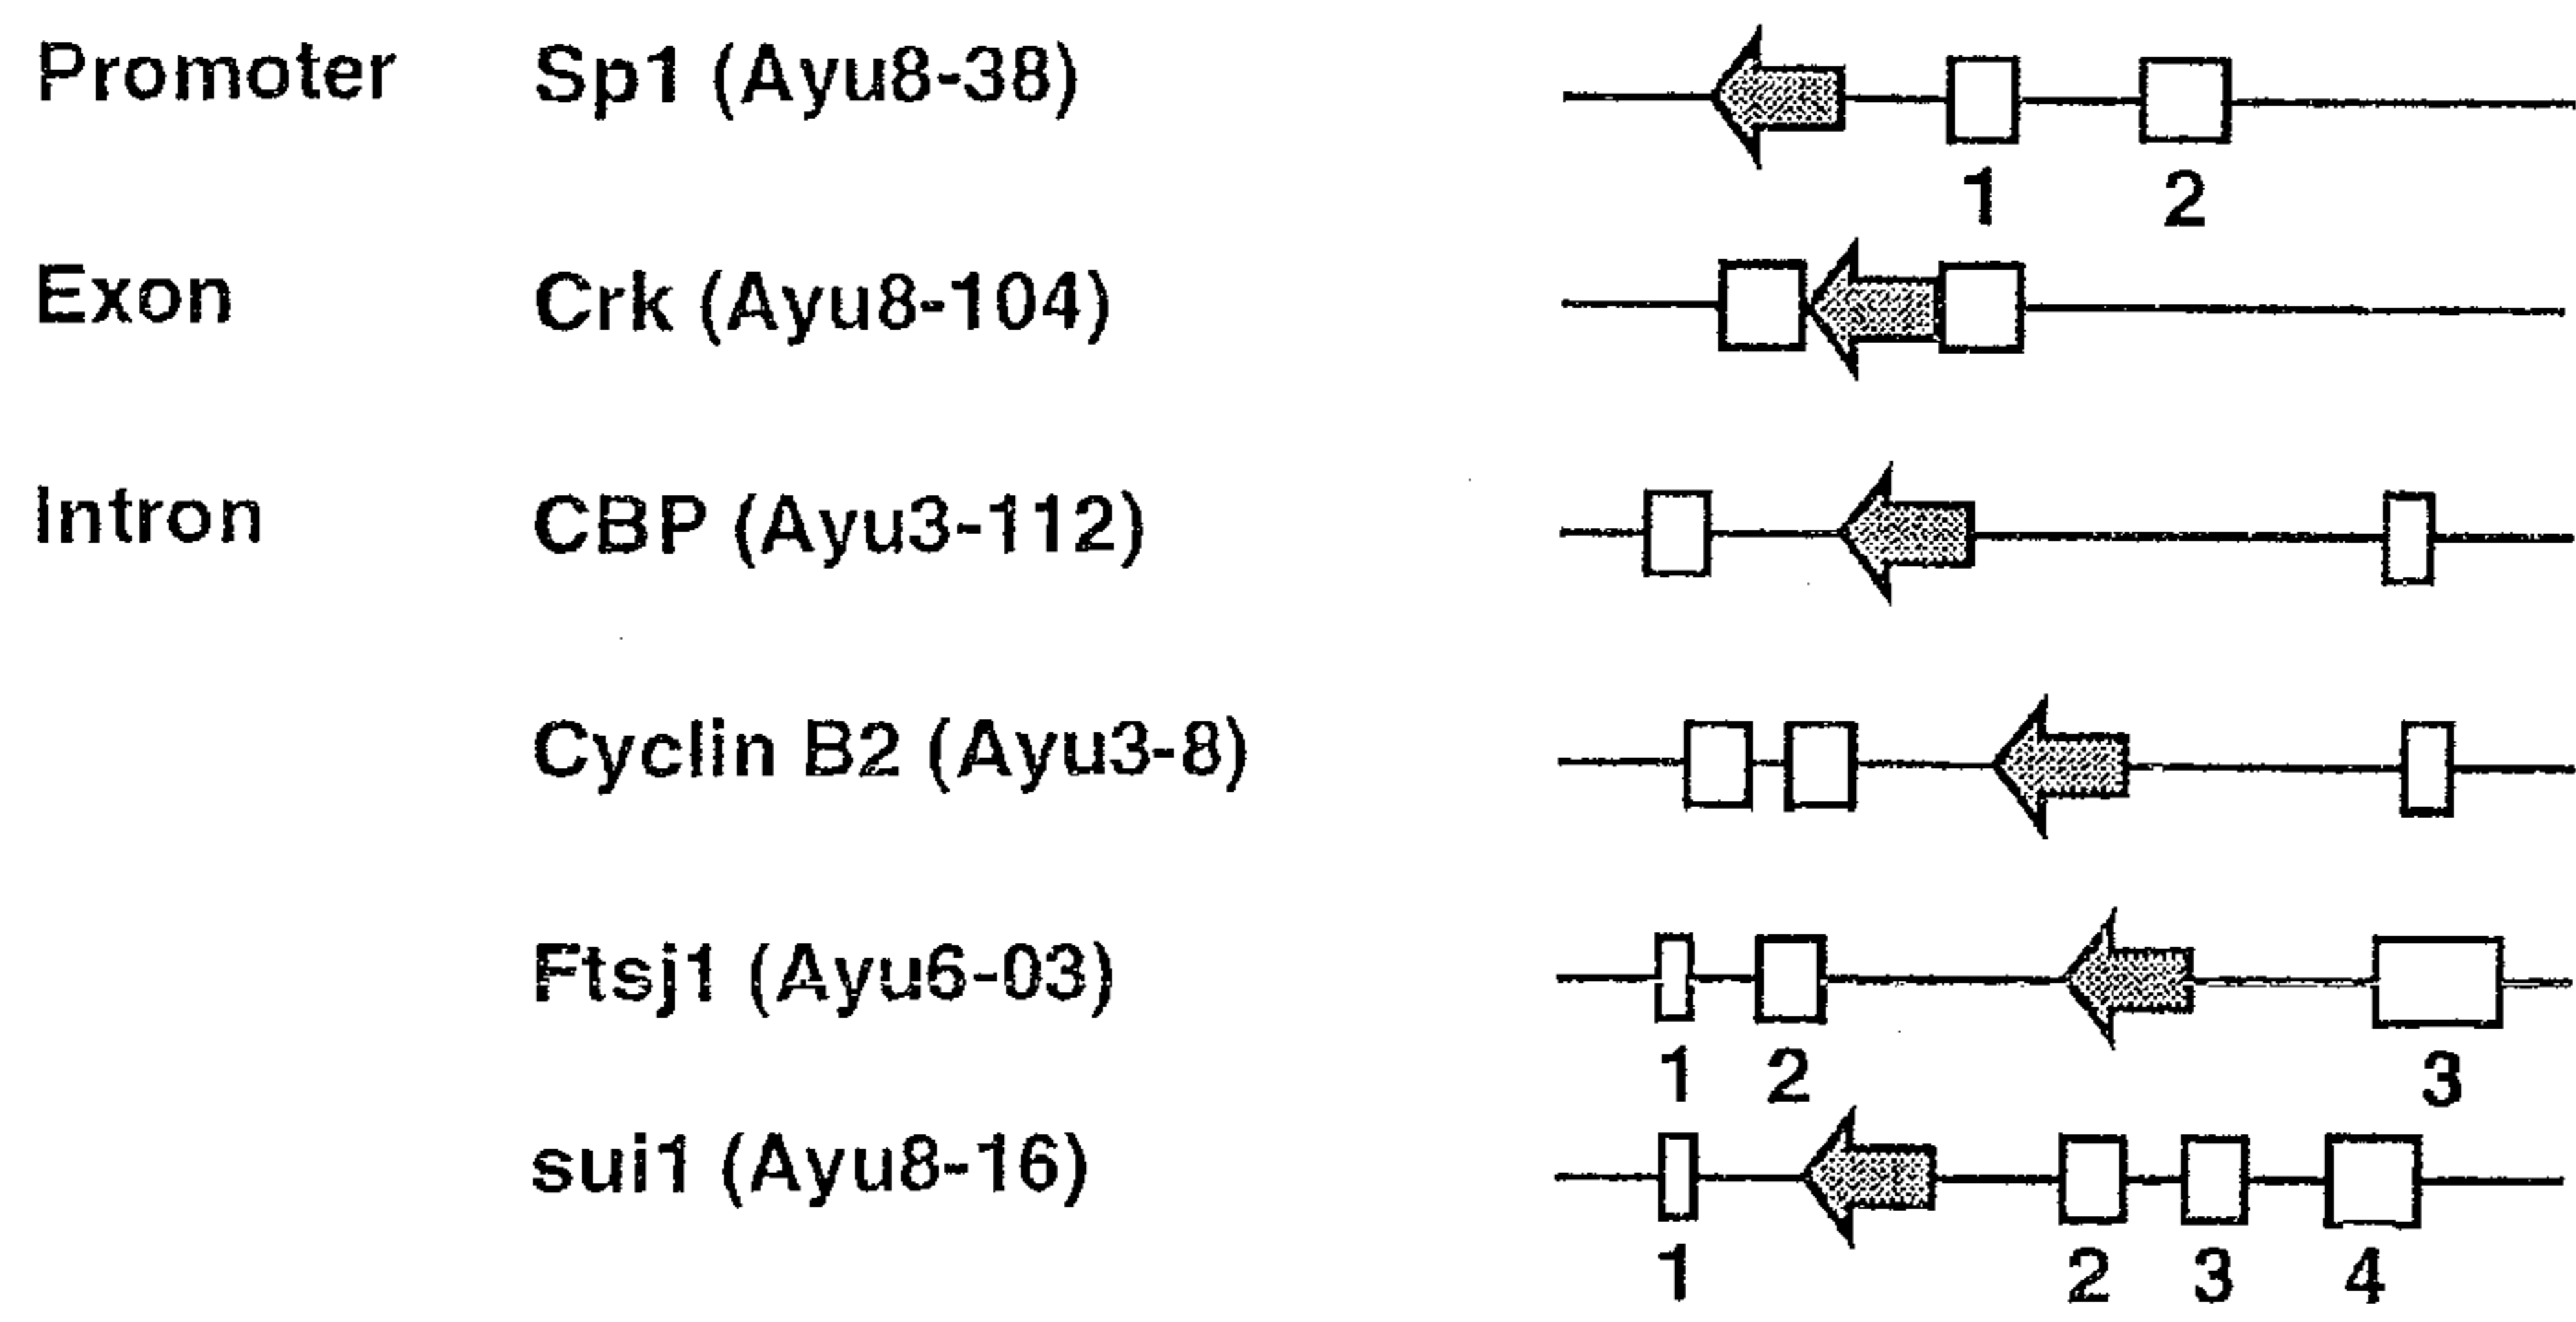 Promoter Sp1 (Ayu8-38)
1 2
Exon Crk (Ayu8-104)
Intron CBP (Ayu3-112)
Cyclin B2 (Ayu3-8)
Ftsj1 (Ayu6-03)
1 2 3
sui1 (Ayu8-16)
1 2 3 4